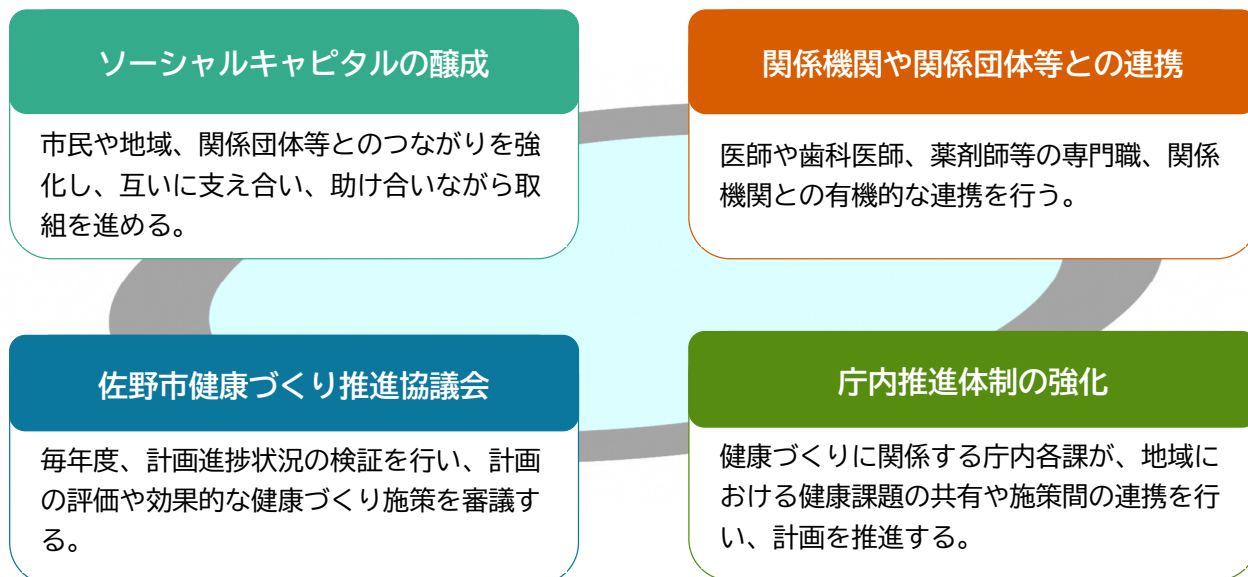 ソーシャルキャピタルの醸成
市民や地域、関係団体等とのつながりを強
化し、互いに支え合い、助け合いながら取
組を進める。
関係機関や関係団体等との連携
医師や歯科医師、薬剤師等の専門職、関係
機関との有機的な連携を行う。
佐野市健康づくり推進協議会
毎年度、計画進捗状況の検証を行い、計画
の評価や効果的な健康づくり施策を審議す
る。
庁内推進体制の強化
健康づくりに関係する庁内各課が、地域に
おける健康課題の共有や施策間の連携を行
い、計画を推進する。